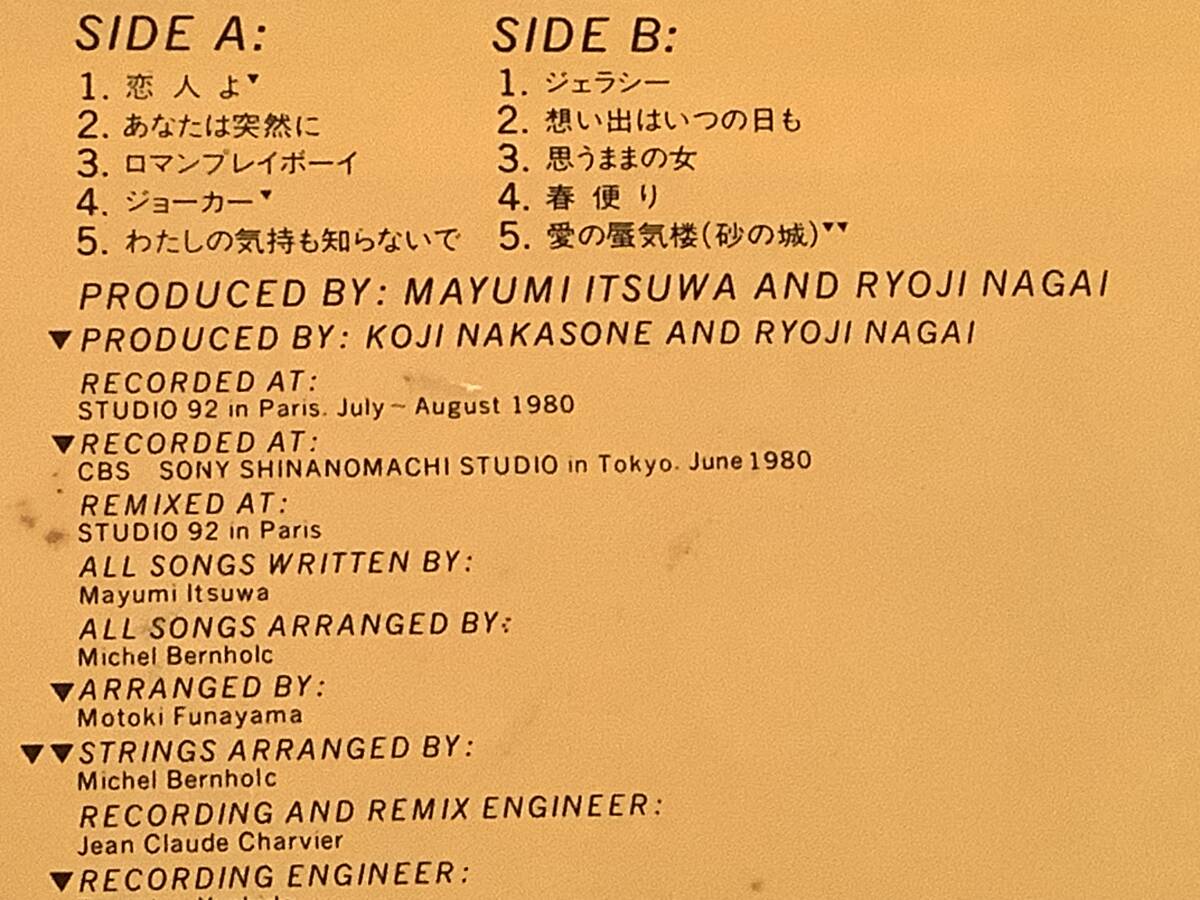 SIDE A:
1. 恋人よ▼
2. あなたは突然に
3. ロマンプレイボーイ
4. ジョーカー▼
5. わたしの気持も知らないで
SIDE B:
1. ジェラシー
2. 想い出はいつの日も
3. 思うままの女
4. 春便り
5. 愛の蜃気楼(砂の城)▼▼
PRODUCED BY: MAYUMI ITSUWA AND RYOJI NAGAI
▼PRODUCED BY: KOJI NAKASONE AND RYOJI NAGAI
RECORDED AT:
STUDIO 92 in Paris. July~August 1980
▼RECORDED AT:
CBS SONY SHINANOMACHI STUDIO in Tokyo. June 1980
REMIXED AT:
STUDIO 92 in Paris
ALL SONGS WRITTEN BY:
Mayumi Itsuwa
ALL SONGS ARRANGED BY:
Michel Bernholc
▼ARRANGED BY:
Motoki Funayama
▼▼STRINGS ARRANGED BY:
Michel Bernholc
RECORDING AND REMIX ENGINEER:
Jean Claude Charvier
▼RECORDING ENGINEER: